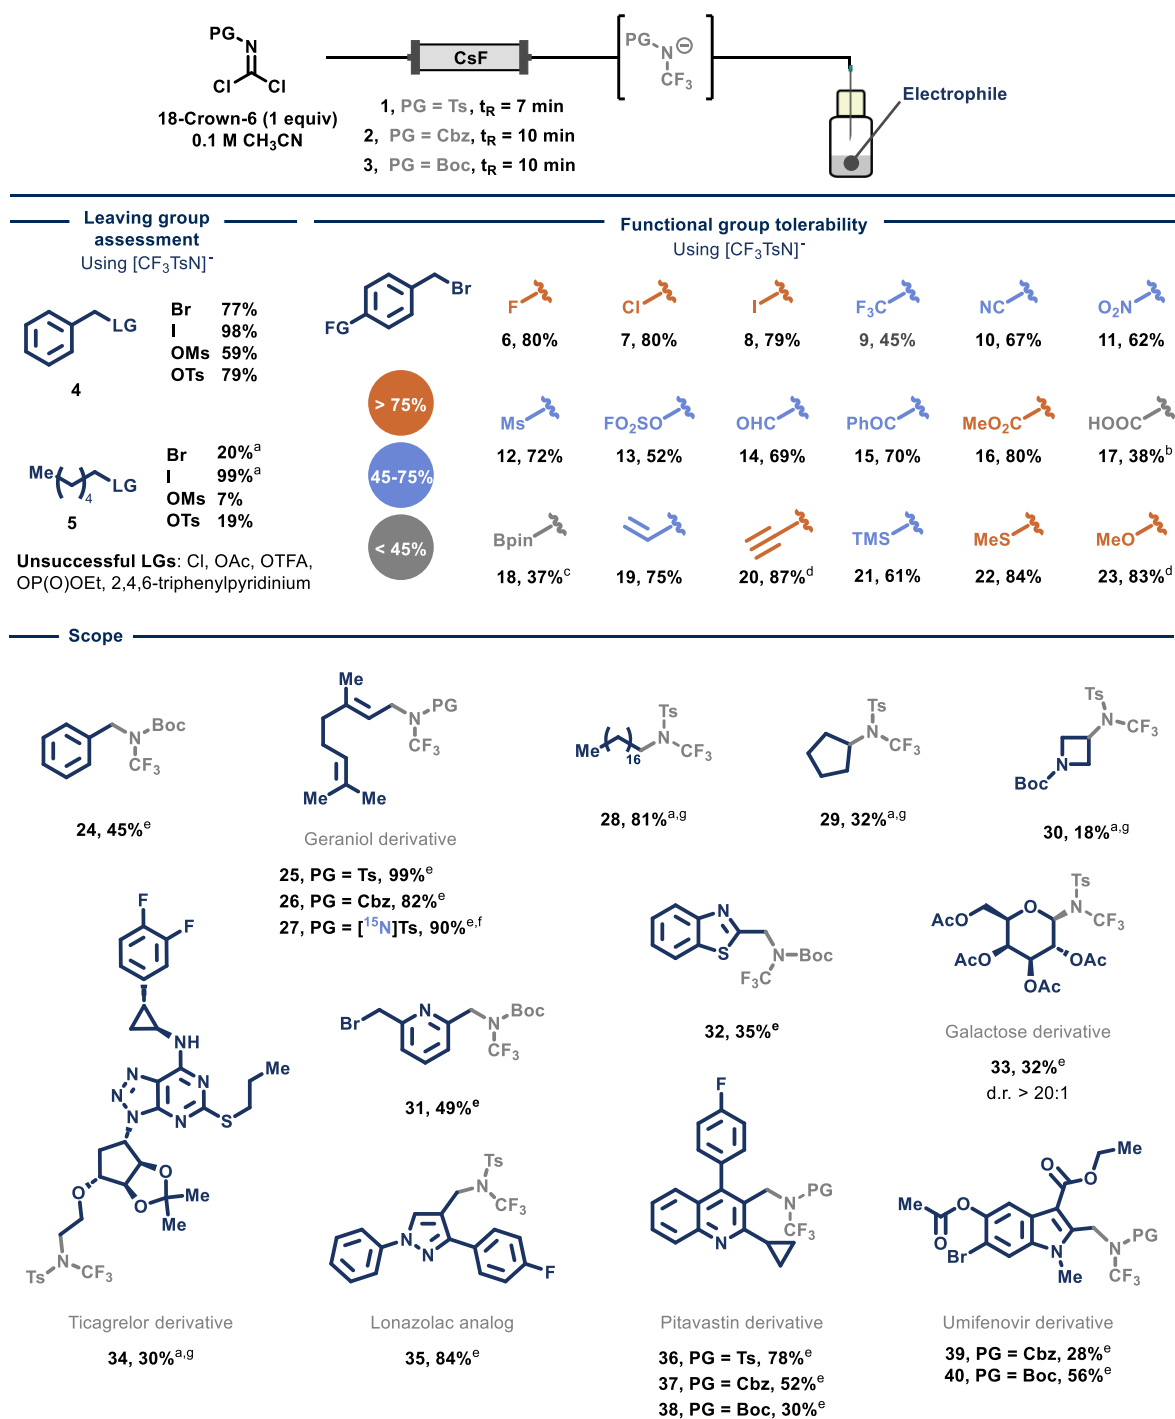 PG
N
Cl Cl
18-Crown-6 (1 equiv)
0.1 M CH₃CN
CsF
1, PG = Ts, tR = 7 min
2, PG = Cbz, tR = 10 min
3, PG = Boc, tR = 10 min
PG
N ⊖
CF₃
Electrophile
Leaving group
assessment
Using [CF₃TsN]⁻
LG
4
Br 77%
I 98%
OMs 59%
OTs 79%
Me 4 LG
5
Br 20%ᵃ
I 99%ᵃ
OMs 7%
OTs 19%
Unsuccessful LGs: Cl, OAc, OTFA,
OP(O)OEt, 2,4,6-triphenylpyridinium
Functional group tolerability
Using [CF₃TsN]⁻
Br
FG
> 75%
45-75%
< 45%
F Cl I F₃C NC O₂N
6, 80% 7, 80% 8, 79% 9, 45% 10, 67% 11, 62%
Ms FO₂SO OHC PhOC MeO₂C HOOC
12, 72% 13, 52% 14, 69% 15, 70% 16, 80% 17, 38%ᵇ
Bpin TMS MeS MeO
18, 37%ᶜ 19, 75% 20, 87%ᵈ 21, 61% 22, 84% 23, 83%ᵈ
Scope
N Boc
CF₃
24, 45%ᵉ
Me
N PG
CF₃
Me Me
Geraniol derivative
25, PG = Ts, 99%ᵉ
26, PG = Cbz, 82%ᵉ
27, PG = [¹⁵N]Ts, 90%ᵉ,ᶠ
Ts
Me 16 N CF₃
28, 81%ᵃ,ᵍ
Ts
N CF₃
29, 32%ᵃ,ᵍ
Ts
N CF₃
N
Boc
30, 18%ᵃ,ᵍ
F
F
NH
N N
N
N N
S
Me
O
O
O
Me
Me
Ts N CF₃
Ticagrelor derivative
34, 30%ᵃ,ᵍ
Br N N Boc
CF₃
31, 49%ᵉ
N
S
N Boc
F₃C
32, 35%ᵉ
Ts
AcO O N CF₃
AcO OAc
OAc
Galactose derivative
33, 32%ᵉ
d.r. > 20:1
Ts
N
CF₃
N
N
F
Lonazolac analog
35, 84%ᵉ
F
N PG
CF₃
N
Pitavastin derivative
36, PG = Ts, 78%ᵉ
37, PG = Cbz, 52%ᵉ
38, PG = Boc, 30%ᵉ
Me
O
O
Me O
O
Br
N
Me
N PG
CF₃
Umifenovir derivative
39, PG = Cbz, 28%ᵉ
40, PG = Boc, 56%ᵉ